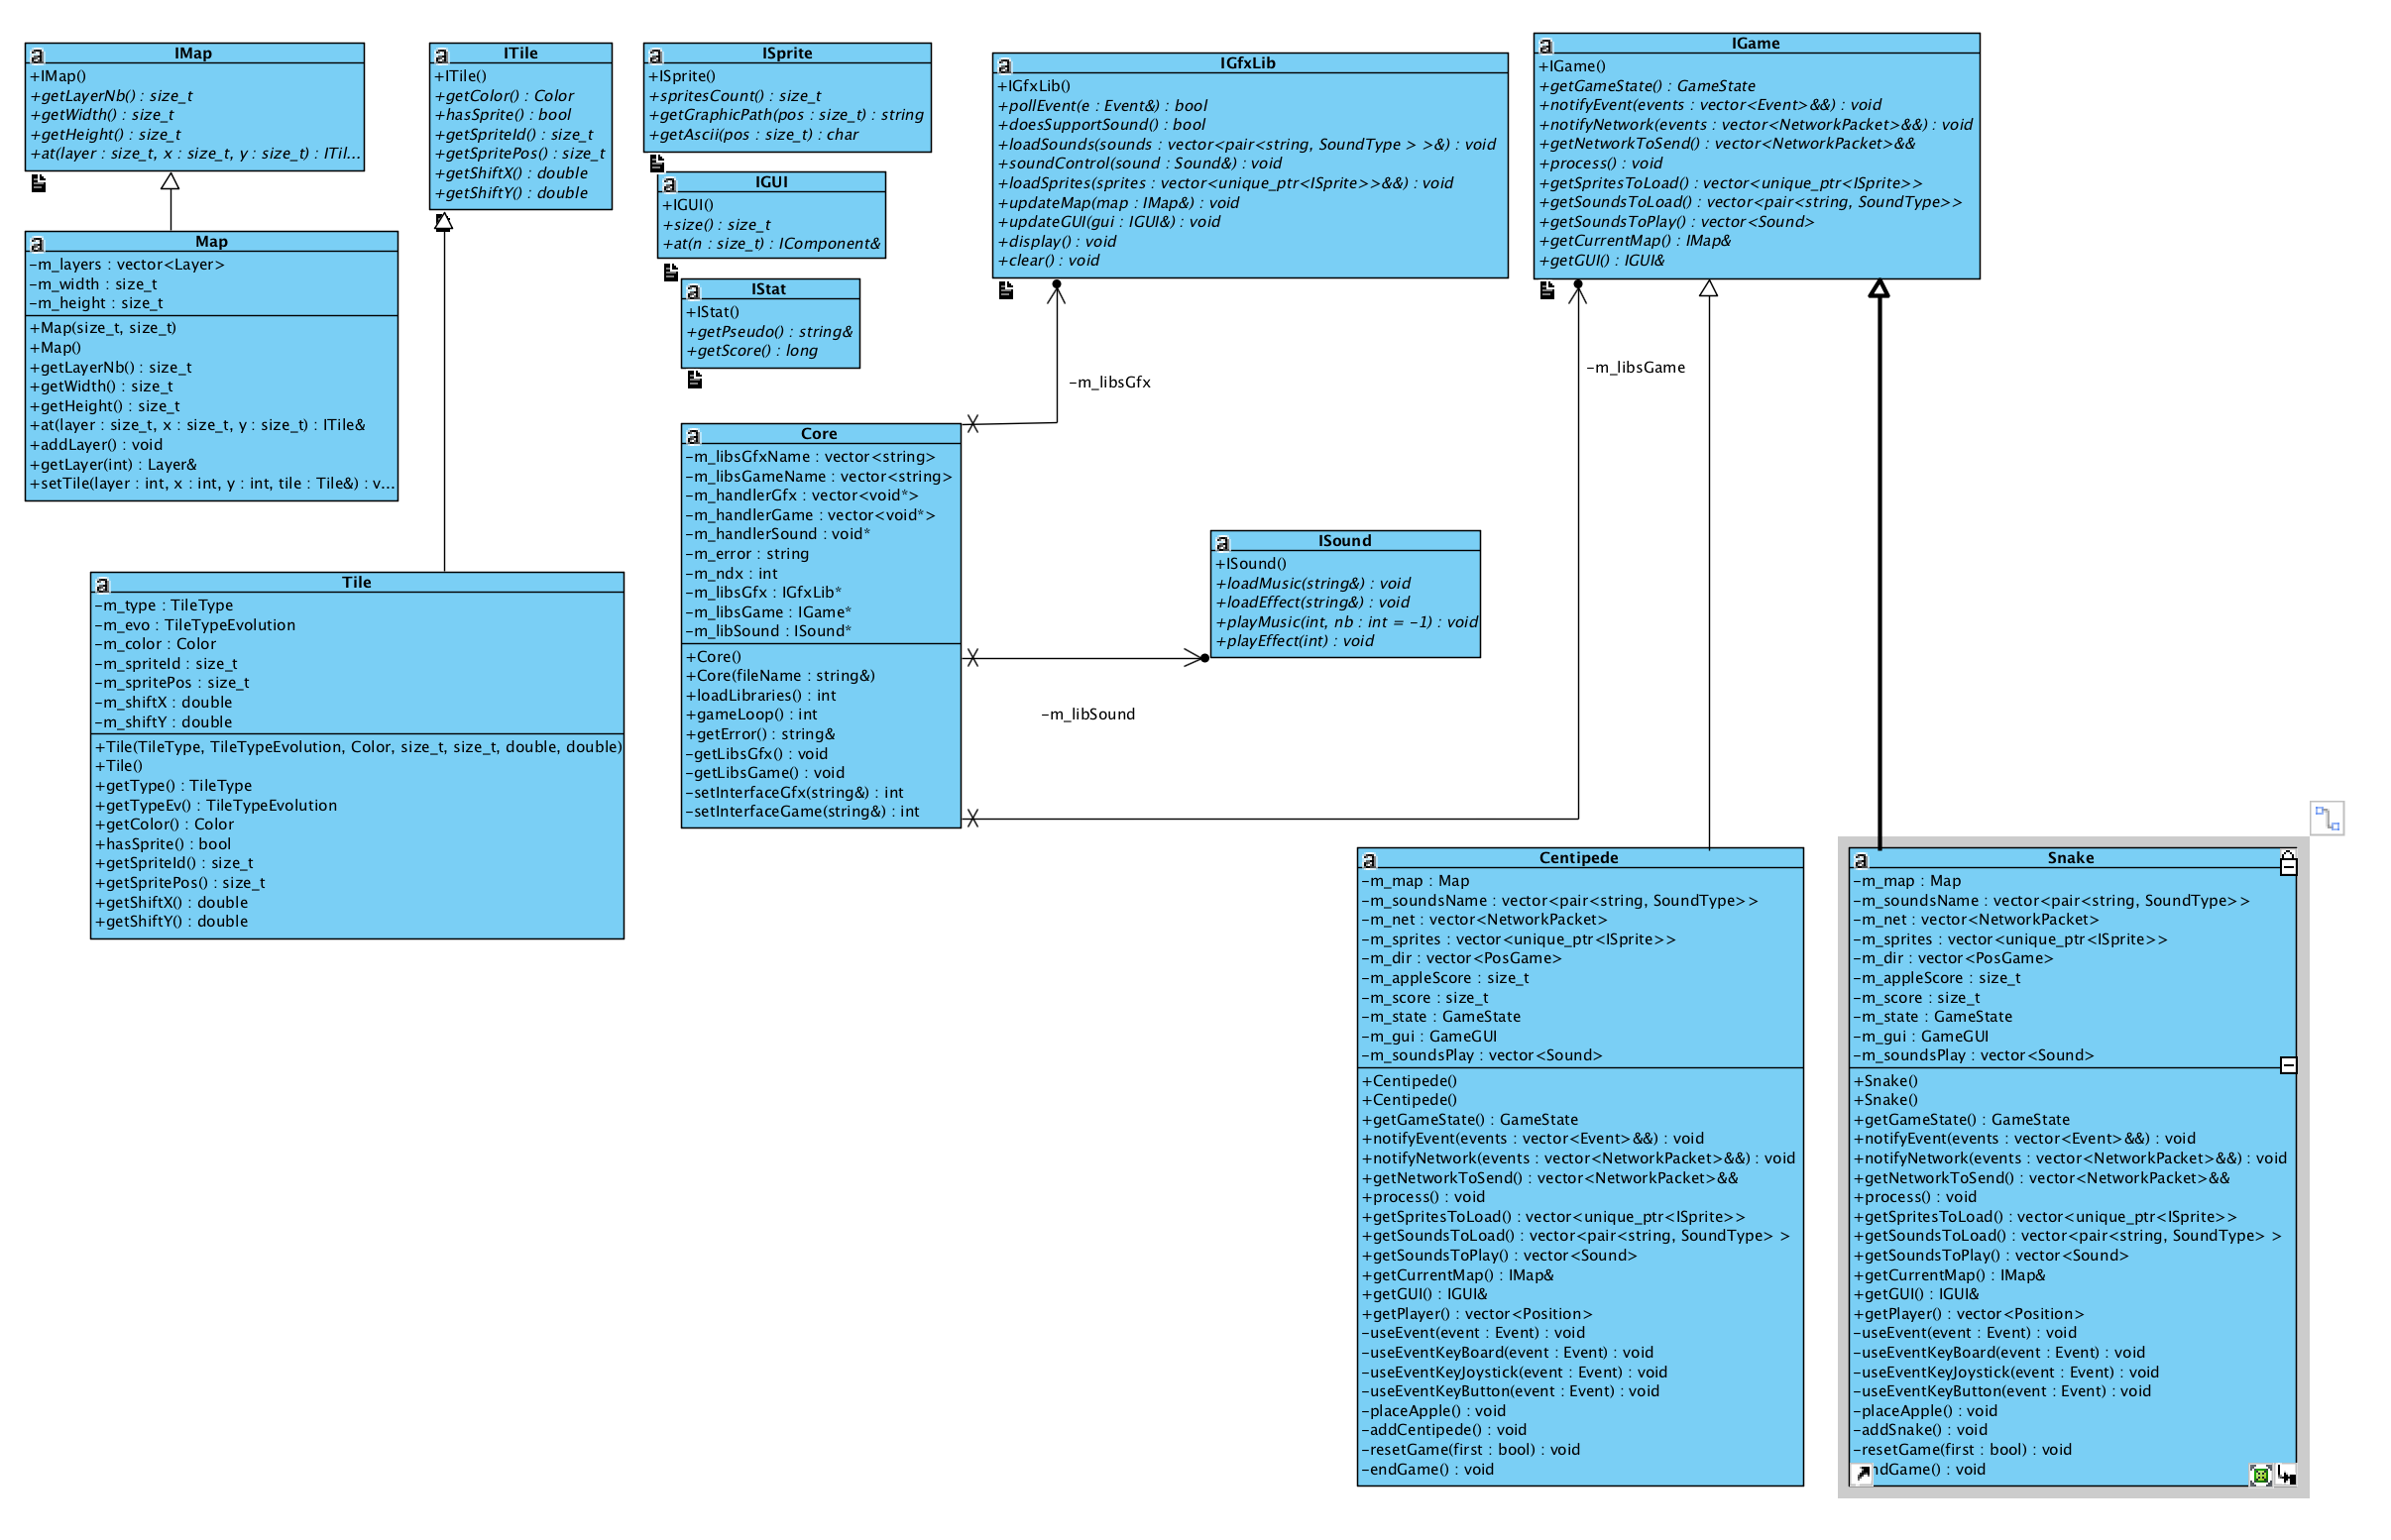 IMap
+IMap()
+getLayerNb() : size_t
+getWidth() : size_t
+getHeight() : size_t
+at(layer : size_t, x : size_t, y : size_t) : ITil...
ITile
+ITile()
+getColor() : Color
+hasSprite() : bool
+getSpriteId() : size_t
+getSpritePos() : size_t
+getShiftX() : double
+getShiftY() : double
ISprite
+ISprite()
+spritesCount() : size_t
+getGraphicPath(pos : size_t) : string
+getAscii(pos : size_t) : char
IGUI
+IGUI()
+size() : size_t
+at(n : size_t) : IComponent&
IStat
+IStat()
+getPseudo() : string&
+getScore() : long
IGfxLib
+IGfxLib()
+pollEvent(e : Event&) : bool
+doesSupportSound() : bool
+loadSounds(sounds : vector<pair<string, SoundType > >&) : void
+soundControl(sound : Sound&) : void
+loadSprites(sprites : vector<unique_ptr<ISprite>>&&) : void
+updateMap(map : IMap&) : void
+updateGUI(gui : IGUI&) : void
+display() : void
+clear() : void
IGame
+IGame()
+getGameState() : GameState
+notifyEvent(events : vector<Event>&&) : void
+notifyNetwork(events : vector<NetworkPacket>&&) : void
+getNetworkToSend() : vector<NetworkPacket>&&
+process() : void
+getSpritesToLoad() : vector<unique_ptr<ISprite>>
+getSoundsToLoad() : vector<pair<string, SoundType>>
+getSoundsToPlay() : vector<Sound>
+getCurrentMap() : IMap&
+getGUI() : IGUI&
Map
-m_layers : vector<Layer>
-m_width : size_t
-m_height : size_t
+Map(size_t, size_t)
+Map()
+getLayerNb() : size_t
+getWidth() : size_t
+getHeight() : size_t
+at(layer : size_t, x : size_t, y : size_t) : ITile&
+addLayer() : void
+getLayer(int) : Layer&
+setTile(layer : int, x : int, y : int, tile : Tile&) : v...
-m_libsGfx
-m_libsGame
Core
-m_libsGfxName : vector<string>
-m_libsGameName : vector<string>
-m_handlerGfx : vector<void*>
-m_handlerGame : vector<void*>
-m_handlerSound : void*
-m_error : string
-m_ndx : int
-m_libsGfx : IGfxLib*
-m_libsGame : IGame*
-m_libSound : ISound*
+Core()
+Core(fileName : string&)
+loadLibraries() : int
+gameLoop() : int
+getError() : string&
-getLibsGfx() : void
-getLibsGame() : void
-setInterfaceGfx(string&) : int
-setInterfaceGame(string&) : int
ISound
+ISound()
+loadMusic(string&) : void
+loadEffect(string&) : void
+playMusic(int, nb : int = -1) : void
+playEffect(int) : void
-m_libSound
Tile
-m_type : TileType
-m_evo : TileTypeEvolution
-m_color : Color
-m_spriteId : size_t
-m_spritePos : size_t
-m_shiftX : double
-m_shiftY : double
+Tile(TileType, TileTypeEvolution, Color, size_t, size_t, double, double)
+Tile()
+getType() : TileType
+getTypeEv() : TileTypeEvolution
+getColor() : Color
+hasSprite() : bool
+getSpriteId() : size_t
+getSpritePos() : size_t
+getShiftX() : double
+getShiftY() : double
Centipede
-m_map : Map
-m_soundsName : vector<pair<string, SoundType>>
-m_net : vector<NetworkPacket>
-m_sprites : vector<unique_ptr<ISprite>>
-m_dir : vector<PosGame>
-m_appleScore : size_t
-m_score : size_t
-m_state : GameState
-m_gui : GameGUI
-m_soundsPlay : vector<Sound>
+Centipede()
+Centipede()
+getGameState() : GameState
+notifyEvent(events : vector<Event>&&) : void
+notifyNetwork(events : vector<NetworkPacket>&&) : void
+getNetworkToSend() : vector<NetworkPacket>&&
+process() : void
+getSpritesToLoad() : vector<unique_ptr<ISprite>>
+getSoundsToLoad() : vector<pair<string, SoundType> >
+getSoundsToPlay() : vector<Sound>
+getCurrentMap() : IMap&
+getGUI() : IGUI&
+getPlayer() : vector<Position>
-useEvent(event : Event) : void
-useEventKeyBoard(event : Event) : void
-useEventKeyJoystick(event : Event) : void
-useEventKeyButton(event : Event) : void
-placeApple() : void
-addCentipede() : void
-resetGame(first : bool) : void
-endGame() : void
Snake
-m_map : Map
-m_soundsName : vector<pair<string, SoundType>>
-m_net : vector<NetworkPacket>
-m_sprites : vector<unique_ptr<ISprite>>
-m_dir : vector<PosGame>
-m_appleScore : size_t
-m_score : size_t
-m_state : GameState
-m_gui : GameGUI
-m_soundsPlay : vector<Sound>
+Snake()
+Snake()
+getGameState() : GameState
+notifyEvent(events : vector<Event>&&) : void
+notifyNetwork(events : vector<NetworkPacket>&&) : void
+getNetworkToSend() : vector<NetworkPacket>&&
+process() : void
+getSpritesToLoad() : vector<unique_ptr<ISprite>>
+getSoundsToLoad() : vector<pair<string, SoundType> >
+getSoundsToPlay() : vector<Sound>
+getCurrentMap() : IMap&
+getGUI() : IGUI&
+getPlayer() : vector<Position>
-useEvent(event : Event) : void
-useEventKeyBoard(event : Event) : void
-useEventKeyJoystick(event : Event) : void
-useEventKeyButton(event : Event) : void
-placeApple() : void
-addSnake() : void
-resetGame(first : bool) : void
ndGame() : void